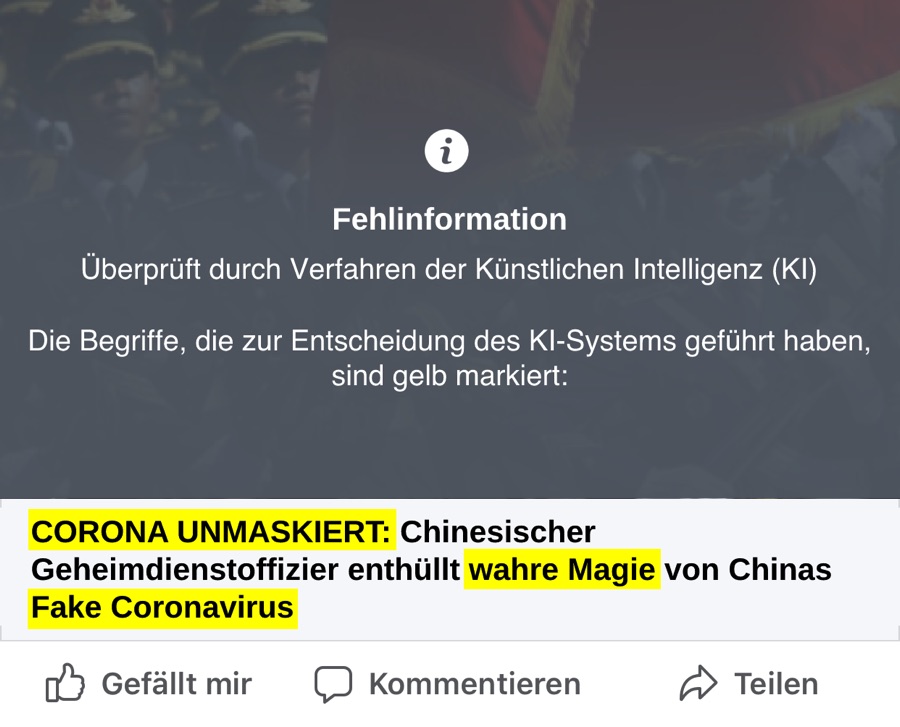 Fehlinformation
Überprüft durch Verfahren der Künstlichen Intelligenz (KI)
Die Begriffe, die zur Entscheidung des KI-Systems geführt haben,
sind gelb markiert:
CORONA UNMASKIERT: Chinesischer
Geheimdienstoffizier enthüllt wahre Magie von Chinas
Fake Coronavirus
Gefällt mir Kommentieren Teilen